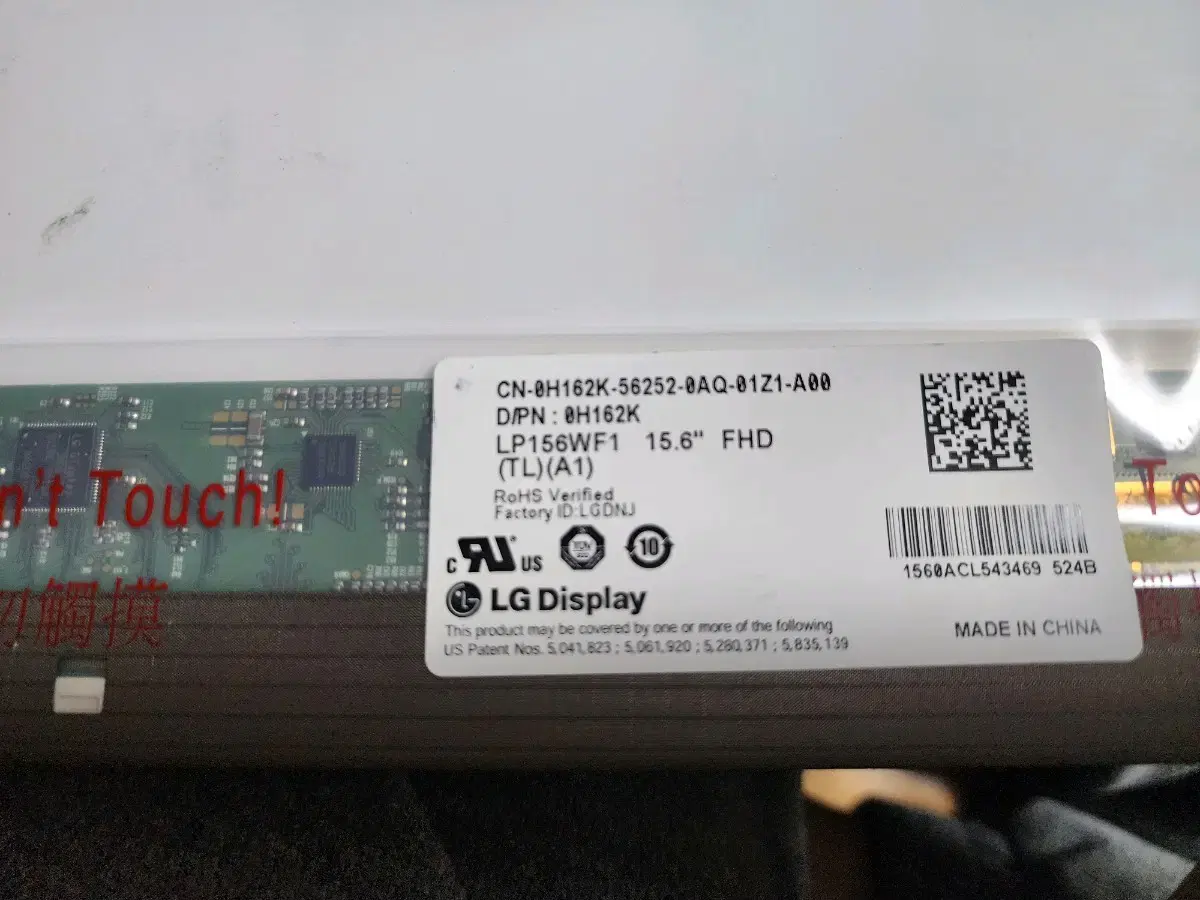 CN-0H162K-56252-0AQ-01Z1-A00
D/PN : 0H162K
LP156WF1 15.6" FHD
(TL)(A1)
RoHS Verified
Factory ID:LGDNJ
c RU US
10
1560ACL543469 524B
LG Display
This product may be covered by one or more of the following
US Patent Nos. 5,041,823 ; 5,061,920 ; 5,280,371 ; 5,835,139
MADE IN CHINA
n't Touch!
To
觸摸